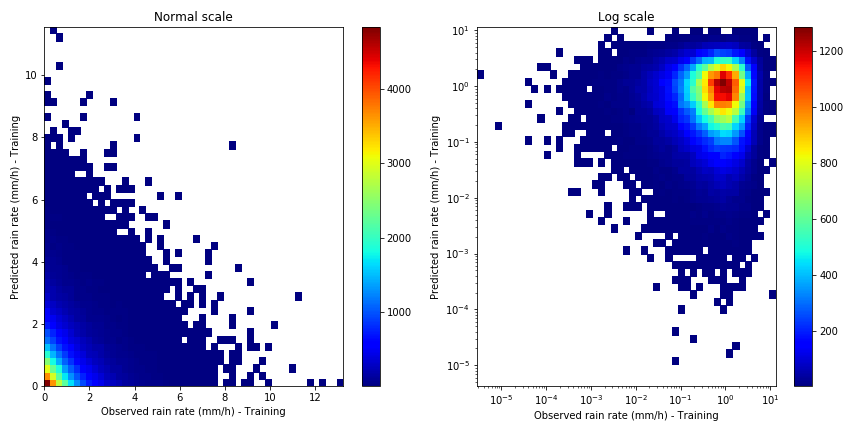 Normal scale
Predicted rain rate (mm/h) - Training
10
8
6
4
2
0
0 2 4 6 8 10 12
Observed rain rate (mm/h) - Training
4000
3000
2000
1000
Log scale
Predicted rain rate (mm/h) - Training
10¹
10⁰
10⁻¹
10⁻²
10⁻³
10⁻⁴
10⁻⁵
10⁻⁵ 10⁻⁴ 10⁻³ 10⁻² 10⁻¹ 10⁰ 10¹
Observed rain rate (mm/h) - Training
1200
1000
800
600
400
200